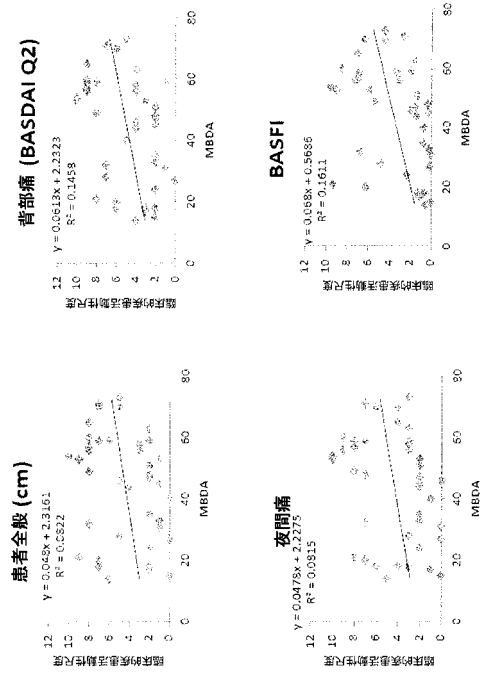 患者全般 (cm)
y = 0.048x + 2.3161
R² = 0.0822
臨床的疾患活動性尺度
12
10
8
6
4
2
0
0
20
40
60
80
MBDA
背部痛 (BASDAI Q2)
y = 0.0613x + 2.2323
R² = 0.1458
臨床的疾患活動性尺度
12
10
8
6
4
2
0
0
20
40
60
80
MBDA
夜間痛
y = 0.0478x + 2.2275
R² = 0.0815
臨床的疾患活動性尺度
12
10
8
6
4
2
0
0
20
40
60
80
MBDA
BASFI
y = 0.068x + 0.5686
R² = 0.1611
臨床的疾患活動性尺度
12
10
8
6
4
2
0
0
20
40
60
80
MBDA